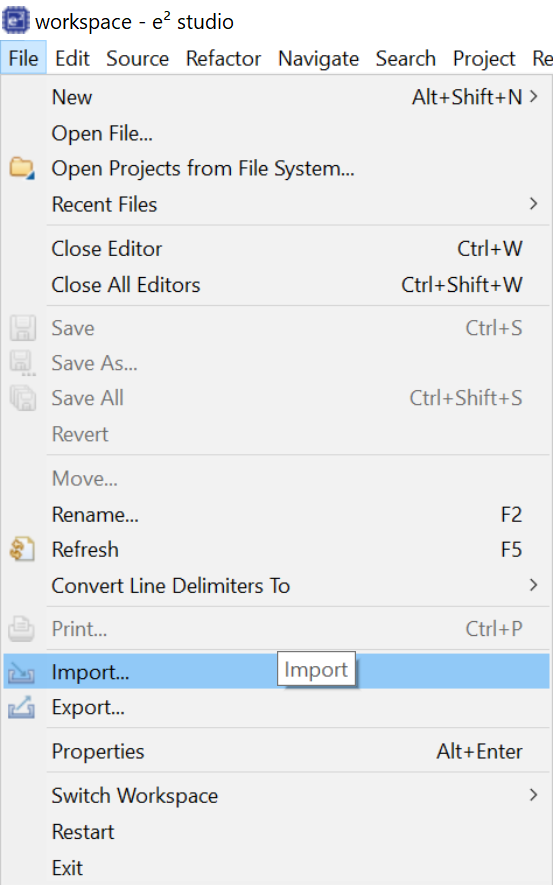 workspace - e² studio
File Edit Source Refactor Navigate Search Project Re
New Alt+Shift+N >
Open File...
Open Projects from File System...
Recent Files >
Close Editor Ctrl+W
Close All Editors Ctrl+Shift+W
Save Ctrl+S
Save As...
Save All Ctrl+Shift+S
Revert
Move...
Rename... F2
Refresh F5
Convert Line Delimiters To >
Print... Ctrl+P
Import... Import
Export...
Properties Alt+Enter
Switch Workspace >
Restart
Exit